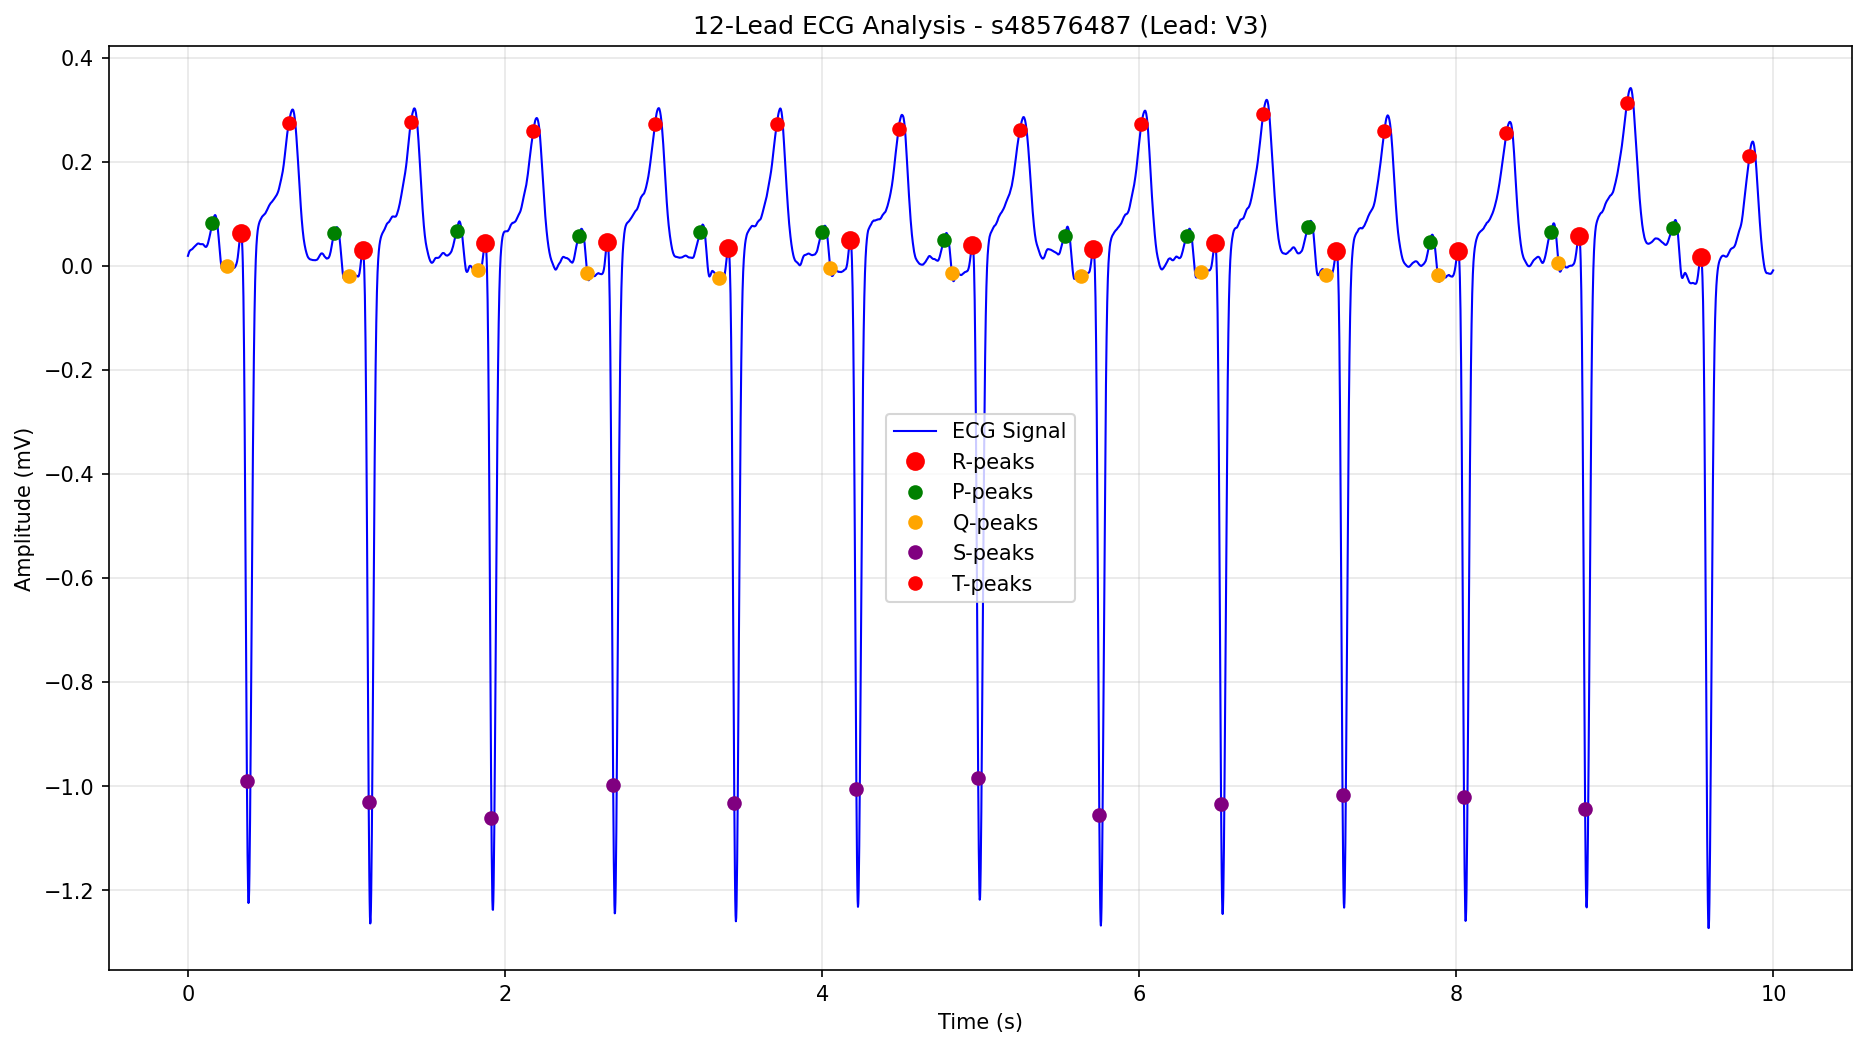 12-Lead ECG Analysis - s48576487 (Lead: V3)
Amplitude (mV)
0.4
0.2
0.0
−0.2
−0.4
−0.6
−0.8
−1.0
−1.2
ECG Signal
R-peaks
P-peaks
Q-peaks
S-peaks
T-peaks
0 2 4 6 8 10
Time (s)